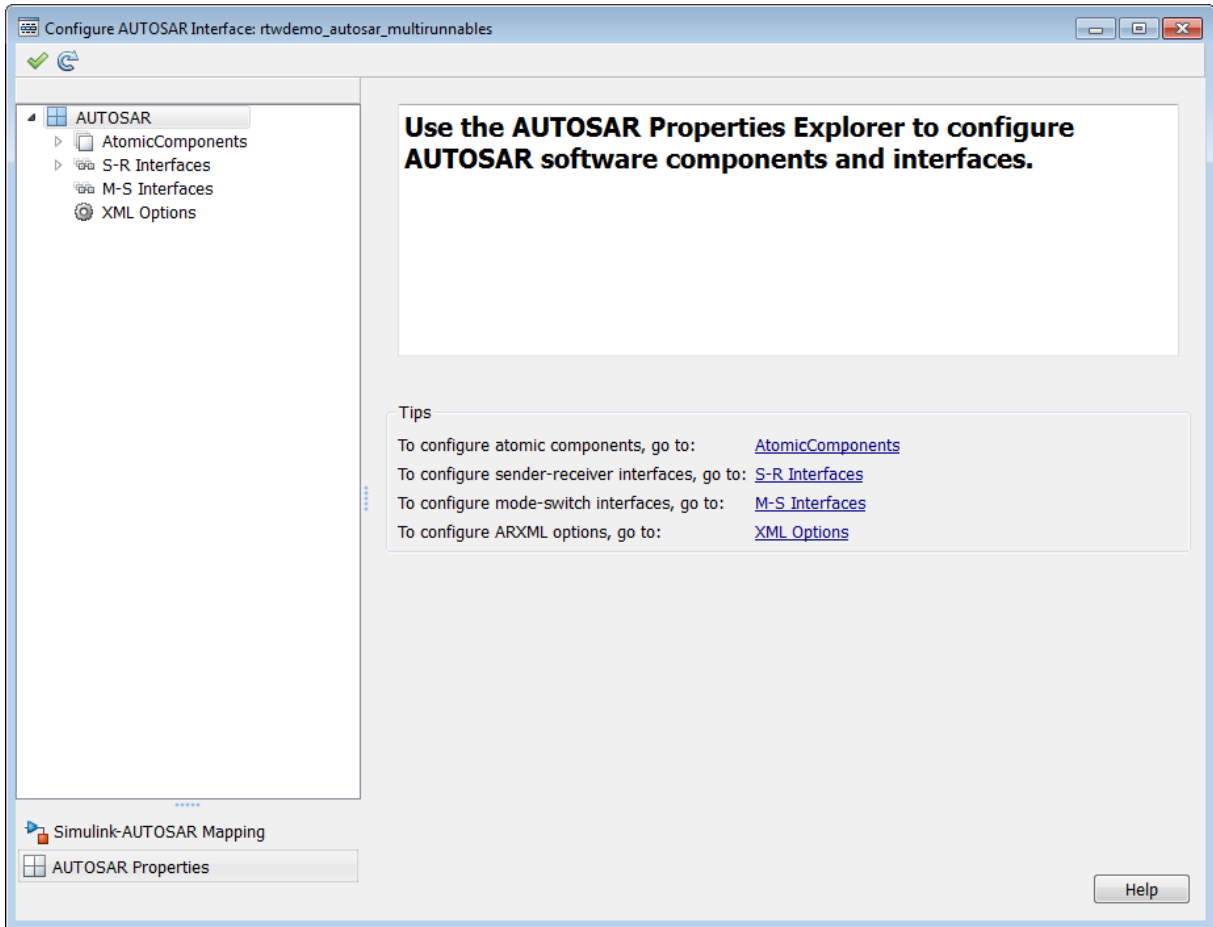 Configure AUTOSAR Interface: rtwdemo_autosar_multirunnables
AUTOSAR
AtomicComponents
S-R Interfaces
M-S Interfaces
XML Options
Use the AUTOSAR Properties Explorer to configure
AUTOSAR software components and interfaces.
Tips
To configure atomic components, go to: AtomicComponents
To configure sender-receiver interfaces, go to: S-R Interfaces
To configure mode-switch interfaces, go to: M-S Interfaces
To configure ARXML options, go to: XML Options
Simulink-AUTOSAR Mapping
AUTOSAR Properties
Help